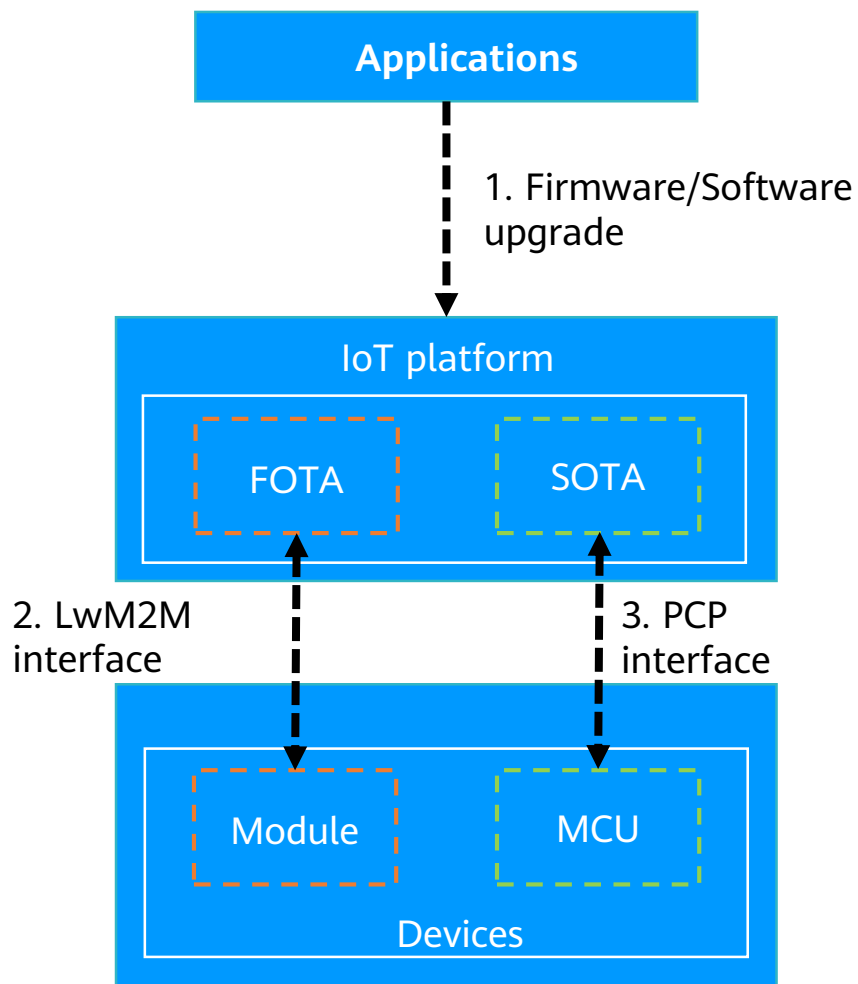 Applications
1. Firmware/Software
upgrade
IoT platform
FOTA
SOTA
2. LwM2M
interface
3. PCP
interface
Module
MCU
Devices